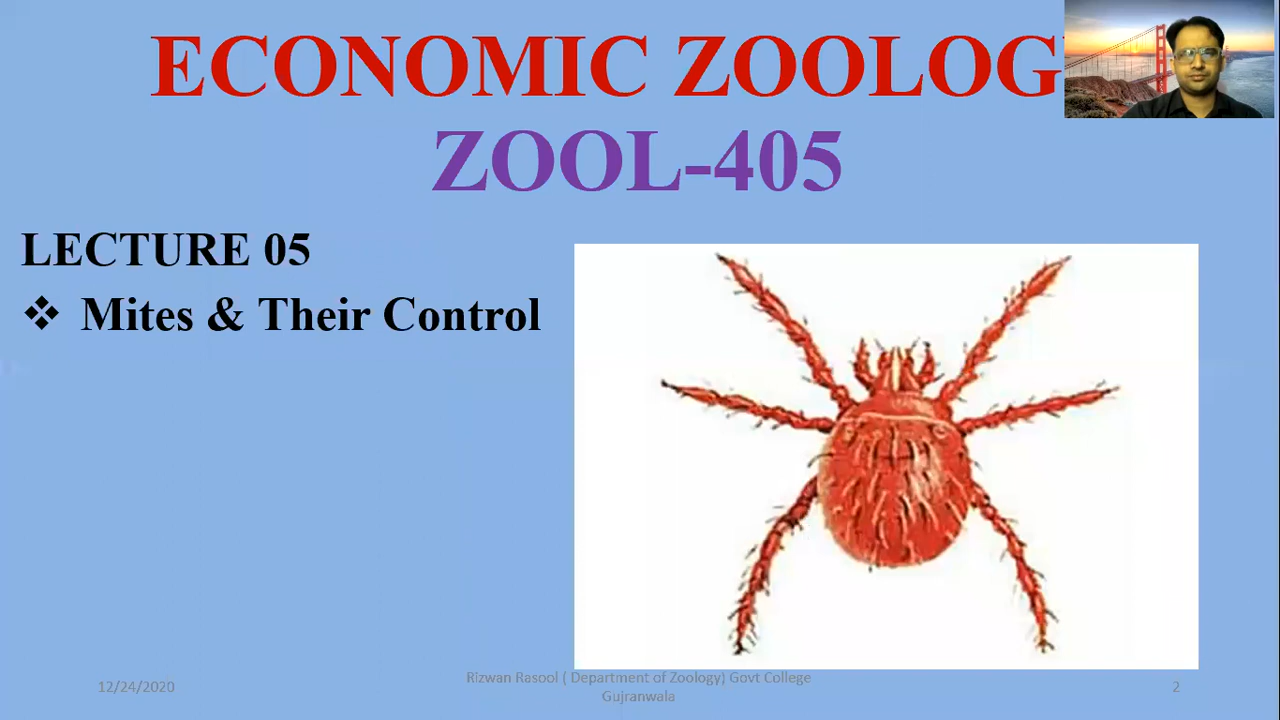 ECONOMIC ZOOLOG
ZOOL-405
LECTURE 05
❖ Mites & Their Control
12/24/2020
Rizwan Rasool ( Department of Zoology) Govt College
Gujranwala
2